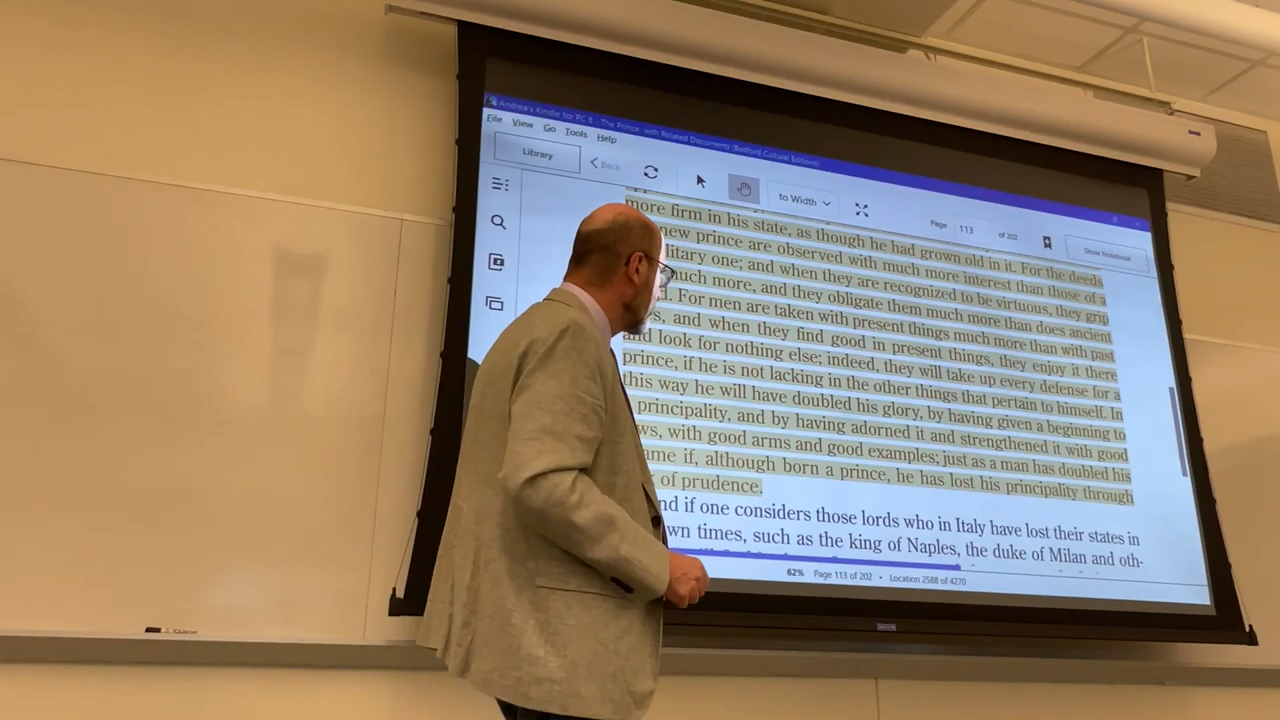 Andrea's Kindle for PC 8 - The Prince: with Related Documents (Bedford Cultural Editions)
File View Go Tools Help
Library
Back
to Width
Page 113 of 202
Show Notebook
more firm in his state, as though he had grown old in it. For the deeds
new prince are observed with much more interest than those of a
litary one; and when they are recognized to be virtuous, they grip
such more, and they obligate them much more than does ancient
For men are taken with present things much more than with past
s, and when they find good in present things, they enjoy it there
and look for nothing else; indeed, they will take up every defense for a
prince, if he is not lacking in the other things that pertain to himself. In
this way he will have doubled his glory, by having given a beginning to
principality, and by having adorned it and strengthened it with good
ws, with good arms and good examples; just as a man has doubled his
ame if, although born a prince, he has lost his principality through
of prudence.
nd if one considers those lords who in Italy have lost their states in
wn times, such as the king of Naples, the duke of Milan and oth-
62% Page 113 of 202 • Location 2588 of 4270